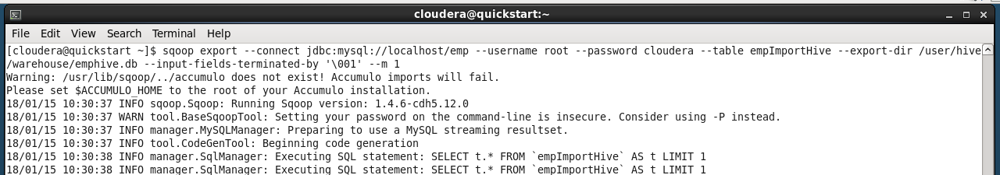 cloudera@quickstart:~
File Edit View Search Terminal Help
[cloudera@quickstart ~]$ sqoop export --connect jdbc:mysql://localhost/emp --username root --password cloudera --table empImportHive --export-dir /user/hive
/warehouse/emphive.db --input-fields-terminated-by '\001' --m 1
Warning: /usr/lib/sqoop/../accumulo does not exist! Accumulo imports will fail.
Please set $ACCUMULO_HOME to the root of your Accumulo installation.
18/01/15 10:30:37 INFO sqoop.Sqoop: Running Sqoop version: 1.4.6-cdh5.12.0
18/01/15 10:30:37 WARN tool.BaseSqoopTool: Setting your password on the command-line is insecure. Consider using -P instead.
18/01/15 10:30:37 INFO manager.MySQLManager: Preparing to use a MySQL streaming resultset.
18/01/15 10:30:37 INFO tool.CodeGenTool: Beginning code generation
18/01/15 10:30:38 INFO manager.SqlManager: Executing SQL statement: SELECT t.* FROM `empImportHive` AS t LIMIT 1
18/01/15 10:30:38 INFO manager.SqlManager: Executing SQL statement: SELECT t.* FROM `empImportHive` AS t LIMIT 1